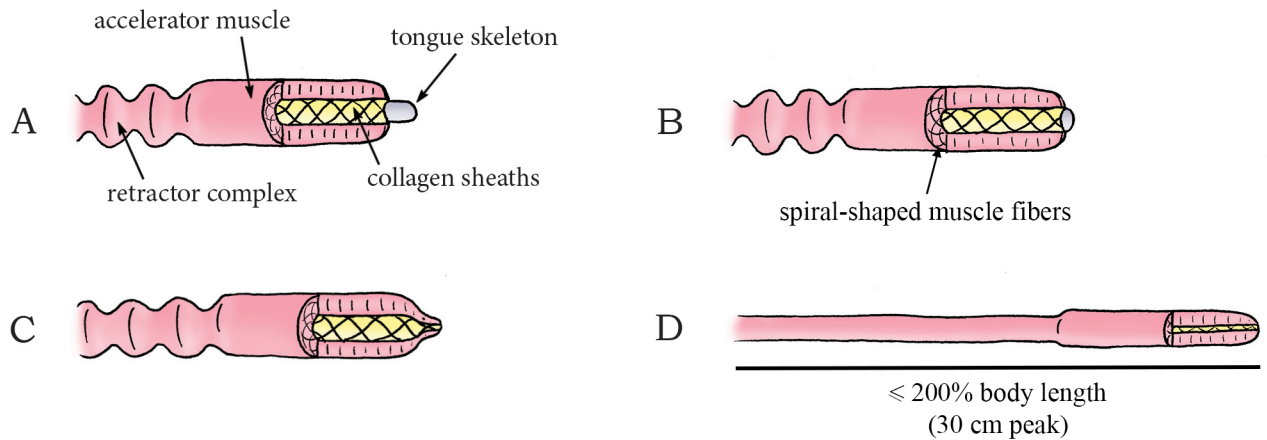 accelerator muscle
tongue skeleton
A
retractor complex
collagen sheaths
B
spiral-shaped muscle fibers
C
D
⩽ 200% body length
(30 cm peak)